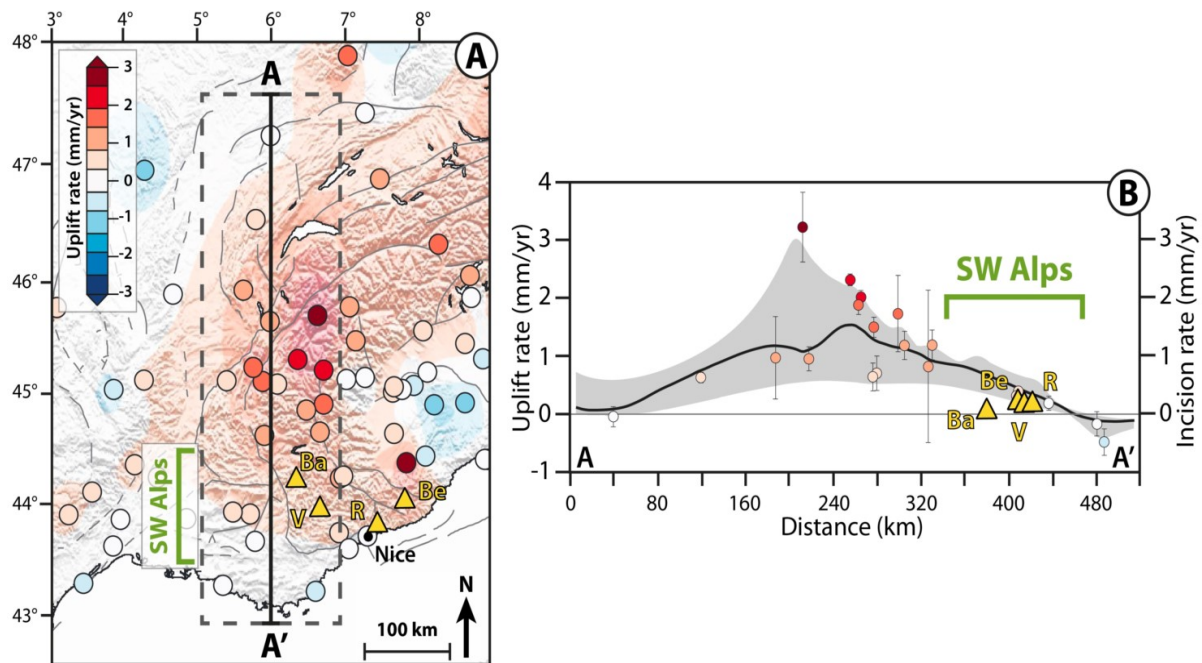 3° 4° 5° 6° 7° 8°
48°
47°
46°
45°
44°
43°
A
Uplift rate (mm/yr)
3
2
1
0
-1
-2
-3
A
A’
SW Alps
Ba
V
R
Be
Nice
N
100 km
B
Uplift rate (mm/yr)
4
3
2
1
0
-1
Incision rate (mm/yr)
3
2
1
0
SW Alps
Be
R
Ba
V
A
A’
0 80 160 240 320 400 480
Distance (km)